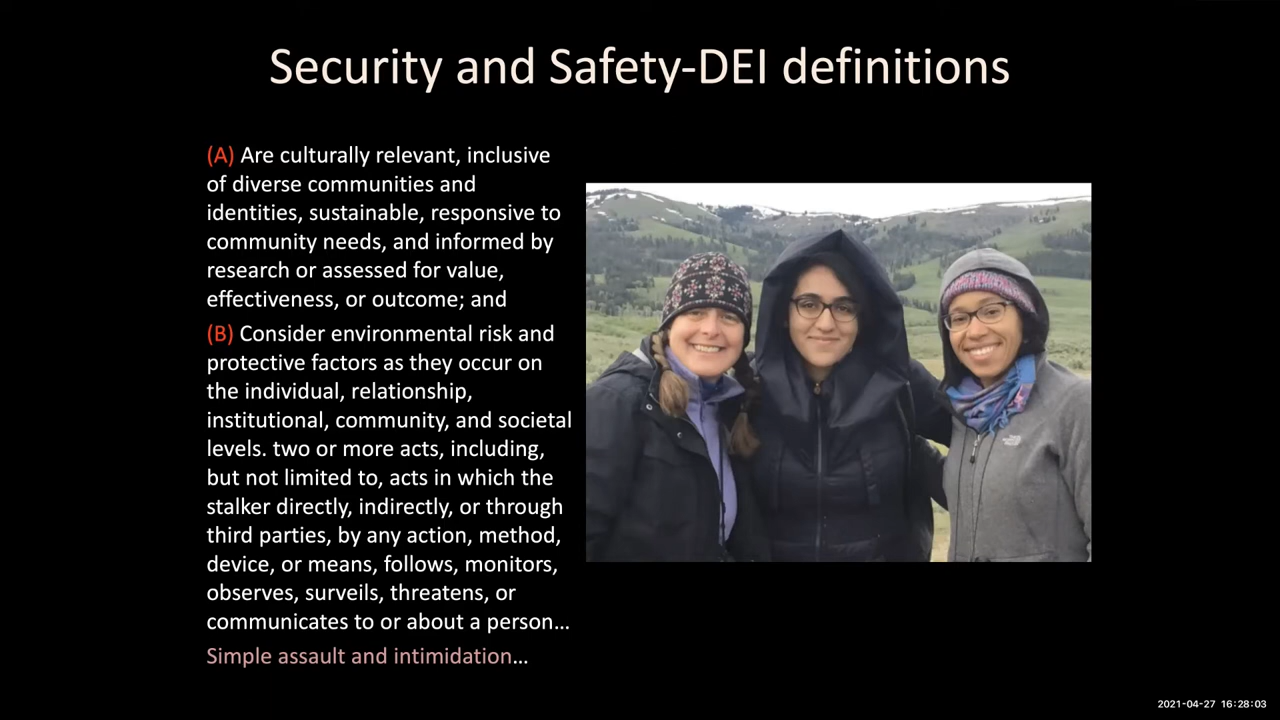 Security and Safety-DEI definitions
(A) Are culturally relevant, inclusive
of diverse communities and
identities, sustainable, responsive to
community needs, and informed by
research or assessed for value,
effectiveness, or outcome; and
(B) Consider environmental risk and
protective factors as they occur on
the individual, relationship,
institutional, community, and societal
levels. two or more acts, including,
but not limited to, acts in which the
stalker directly, indirectly, or through
third parties, by any action, method,
device, or means, follows, monitors,
observes, surveils, threatens, or
communicates to or about a person…
Simple assault and intimidation…
2021-04-27 16:28:03